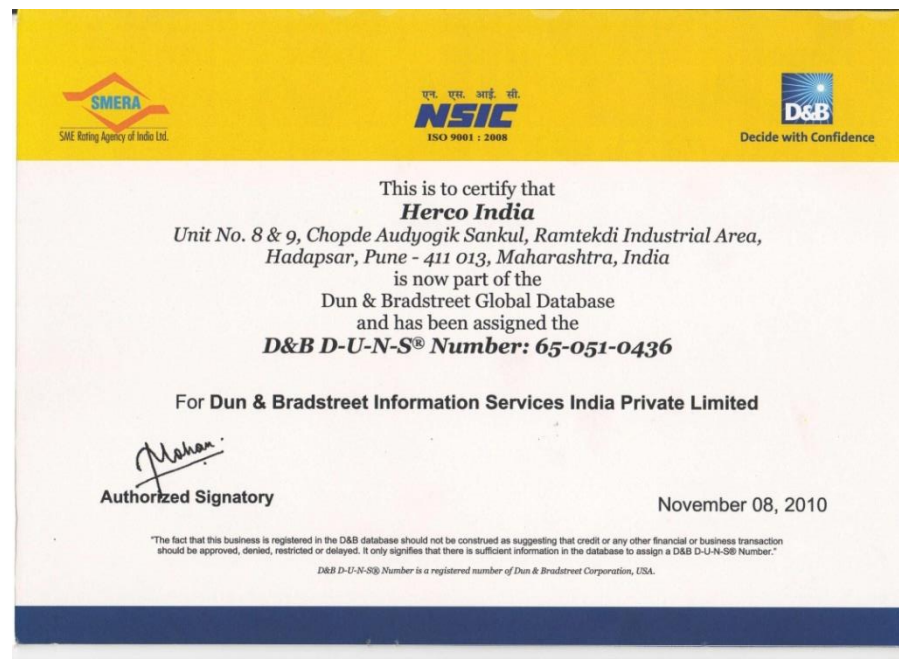 SMERA
SME Rating Agency of India Ltd.
एन. एस. आई. सी.
NSIC
ISO 9001 : 2008
D&B
Decide with Confidence
This is to certify that
Herco India
Unit No. 8 & 9, Chopde Audyogik Sankul, Ramtekdi Industrial Area,
Hadapsar, Pune - 411 013, Maharashtra, India
is now part of the
Dun & Bradstreet Global Database
and has been assigned the
D&B D-U-N-S® Number: 65-051-0436
For Dun & Bradstreet Information Services India Private Limited
Mohan
Authorized Signatory
November 08, 2010
"The fact that this business is registered in the D&B database should not be construed as suggesting that credit or any other financial or business transaction
should be approved, denied, restricted or delayed. It only signifies that there is sufficient information in the database to assign a D&B D-U-N-S® Number."
D&B D-U-N-S® Number is a registered number of Dun & Bradstreet Corporation, USA.